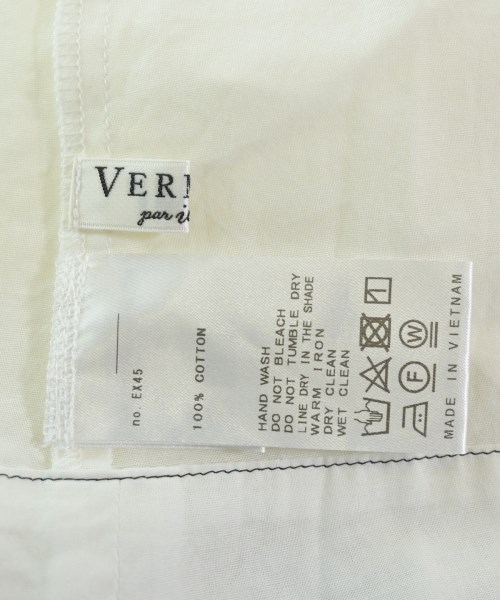 VER
par
no. EX45
100% COTTON
HAND WASH
DO NOT BLEACH
DO NOT TUMBLE DRY
LINE DRY IN THE SHADE
WARM IRON
DRY CLEAN
WET CLEAN
F W
MADE IN VIETNAM